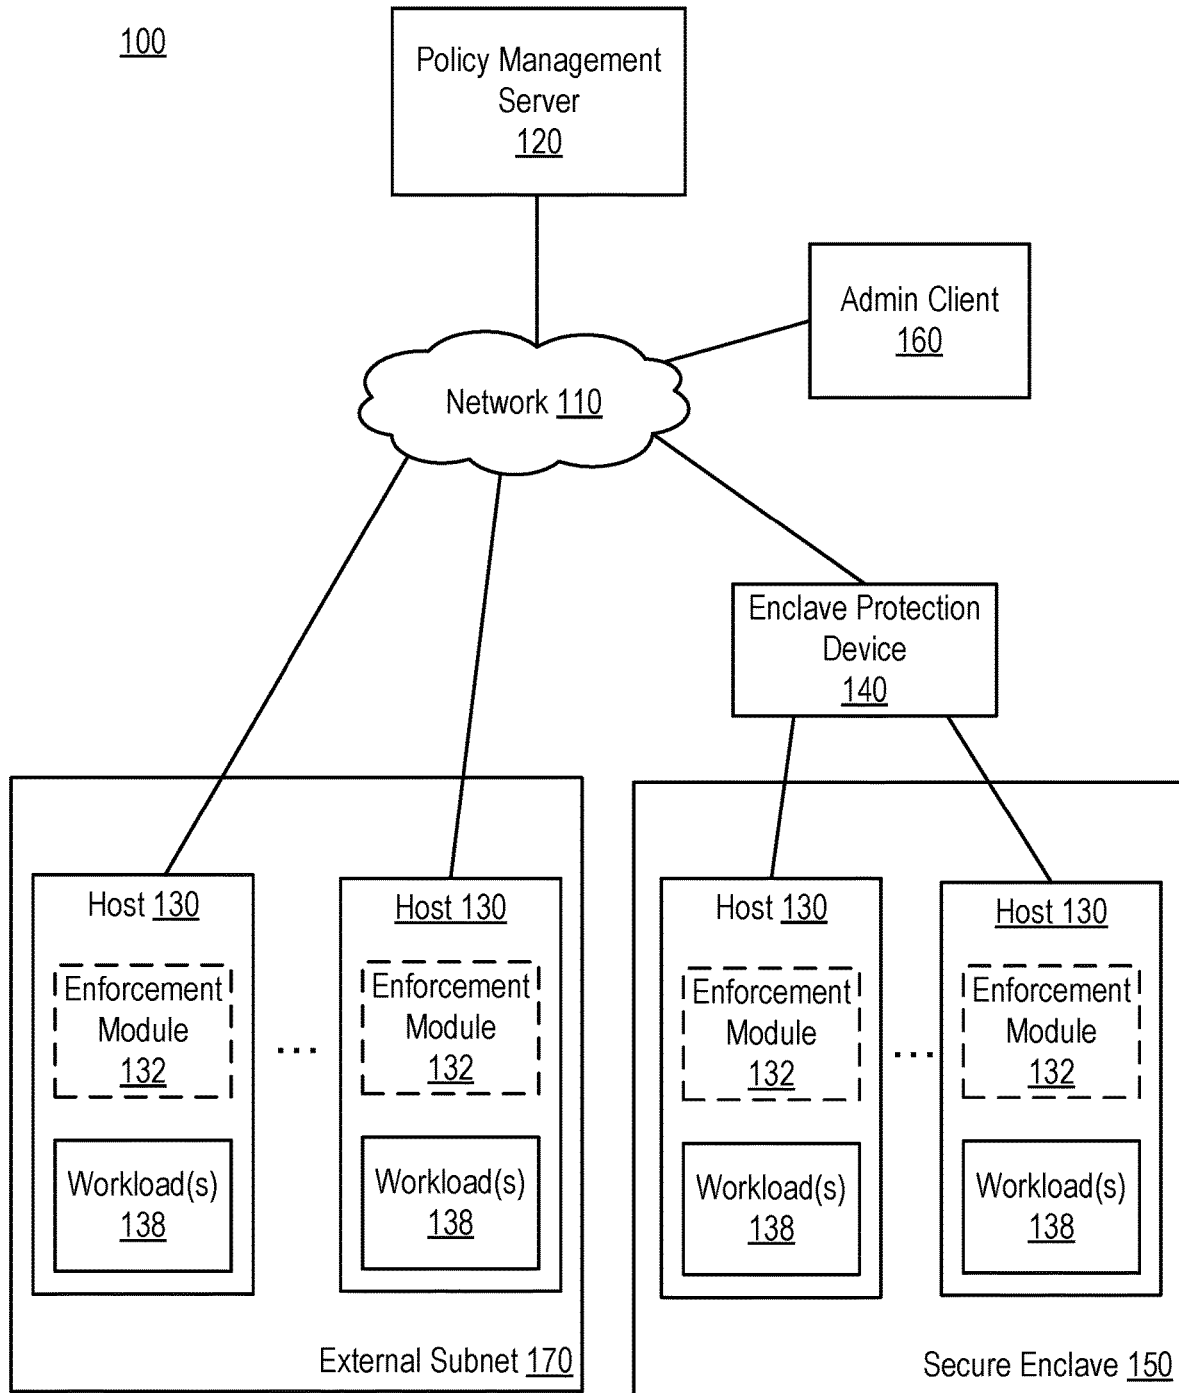 100
Policy Management
Server
120
Admin Client
160
Network 110
Enclave Protection
Device
140
Host 130
Enforcement
Module
132
Workload(s)
138
...
Host 130
Enforcement
Module
132
Workload(s)
138
External Subnet 170
Host 130
Enforcement
Module
132
Workload(s)
138
...
Host 130
Enforcement
Module
132
Workload(s)
138
Secure Enclave 150